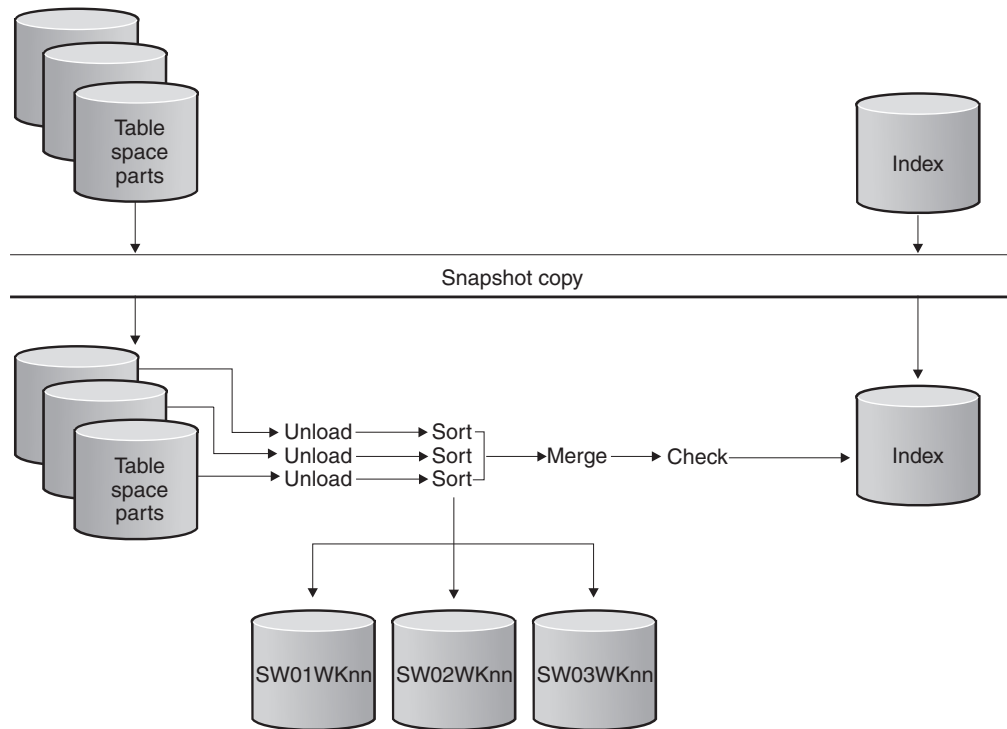 Table
space
parts
Index
Snapshot copy
Unload Sort
Unload Sort Merge Check
Unload Sort
Table
space
parts
Index
SW01WKnn SW02WKnn SW03WKnn